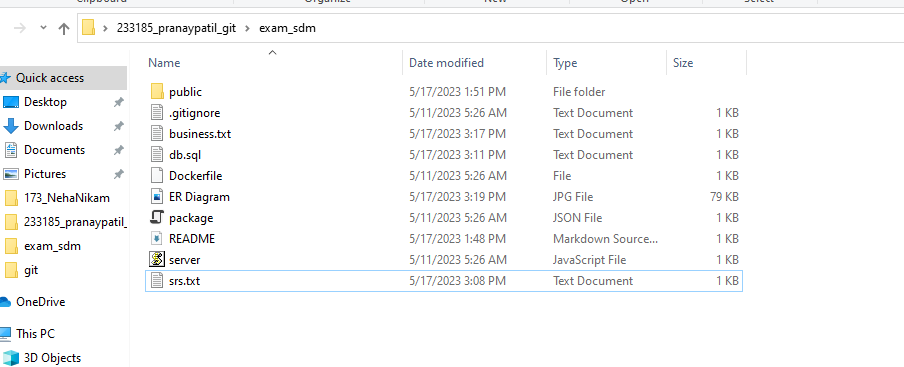 Clipboard Organize New Open Select
233185_pranaypatil_git exam_sdm
Name Date modified Type Size
Quick access
Desktop
Downloads
Documents
Pictures
173_NehaNikam
233185_pranaypatil_
exam_sdm
git
OneDrive
This PC
3D Objects
public 5/17/2023 1:51 PM File folder
.gitignore 5/11/2023 5:26 AM Text Document 1 KB
business.txt 5/17/2023 3:17 PM Text Document 1 KB
db.sql 5/17/2023 3:11 PM Text Document 1 KB
Dockerfile 5/11/2023 5:26 AM File 1 KB
ER Diagram 5/17/2023 3:19 PM JPG File 79 KB
package 5/11/2023 5:26 AM JSON File 1 KB
README 5/17/2023 1:48 PM Markdown Source... 1 KB
server 5/11/2023 5:26 AM JavaScript File 1 KB
srs.txt 5/17/2023 3:08 PM Text Document 1 KB